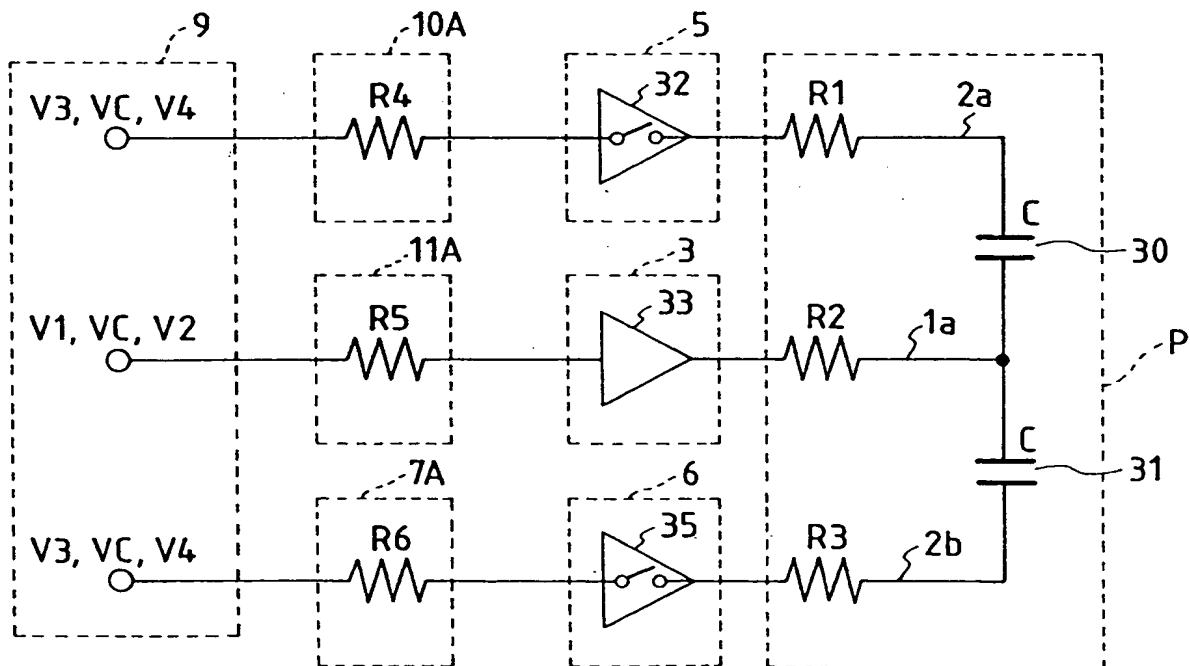 9
10A
5
V3, VC, V4
R4
32
R1
2a
C
30
11A
3
V1, VC, V2
R5
33
R2
1a
P
C
31
7A
6
V3, VC, V4
R6
35
R3
2b